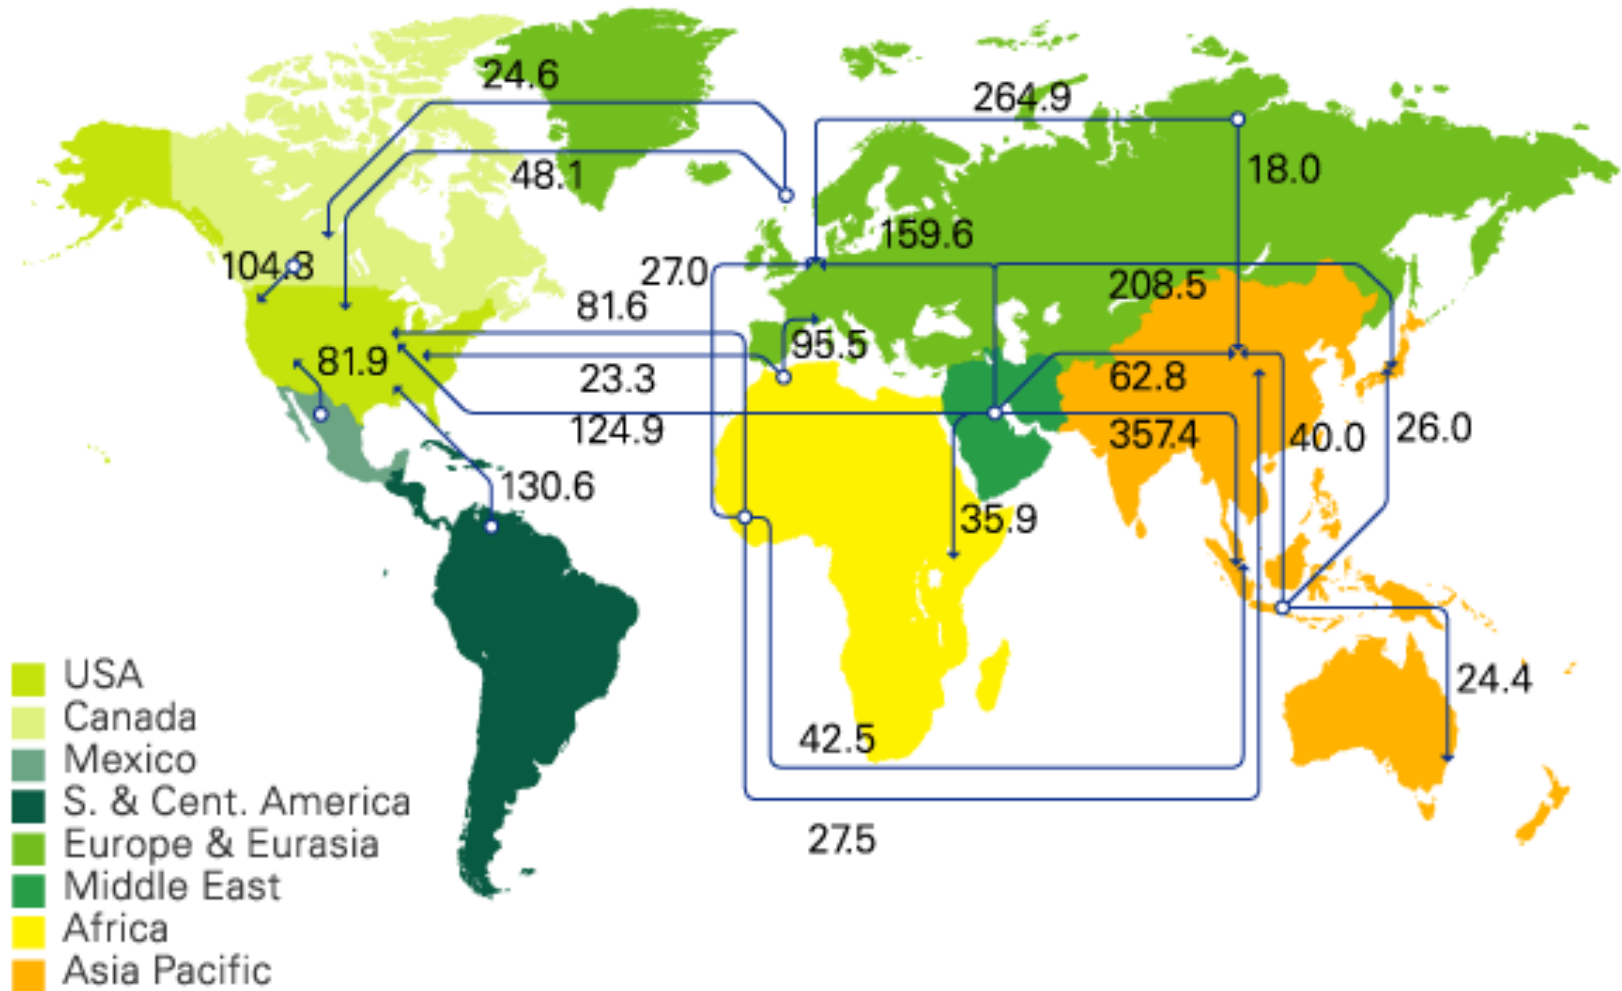 24.6
264.9
48.1
18.0
159.6
104.3
27.0
208.5
81.6
95.5
81.9
23.3
62.8
124.9
357.4
40.0
26.0
130.6
35.9
24.4
42.5
27.5
USA
Canada
Mexico
S. & Cent. America
Europe & Eurasia
Middle East
Africa
Asia Pacific